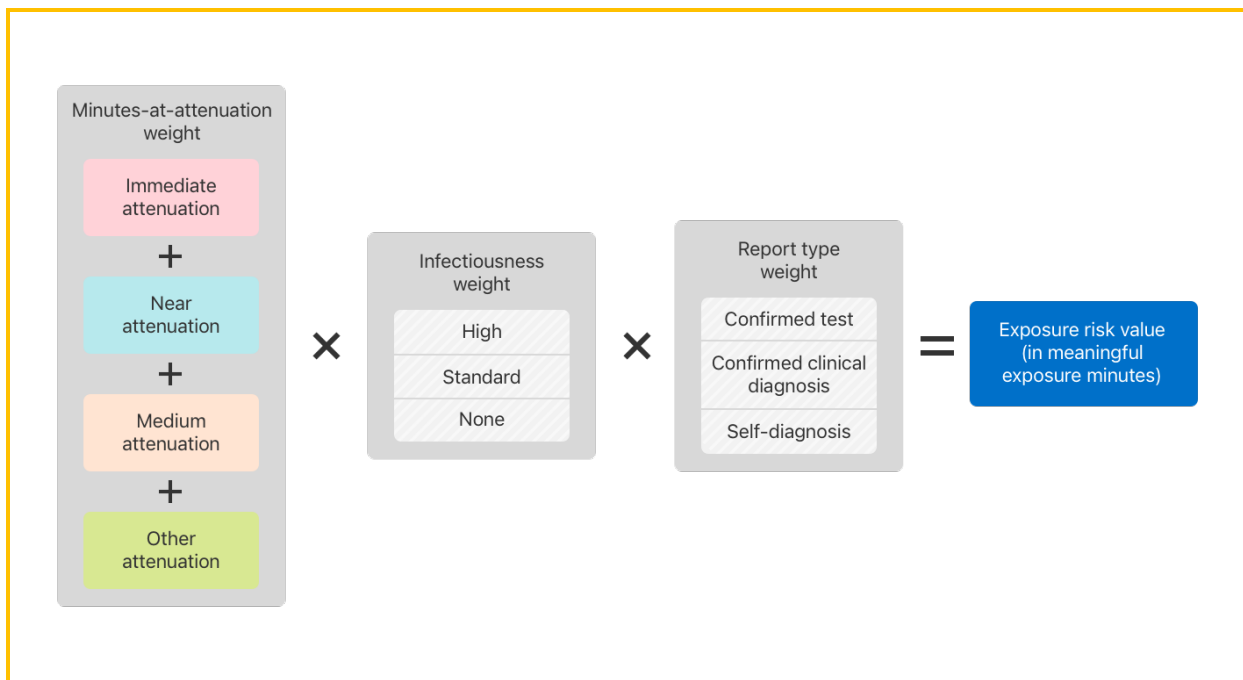 Minutes-at-attenuation
weight
Immediate
attenuation
+
Near
attenuation
+
Medium
attenuation
+
Other
attenuation
×
Infectiousness
weight
High
Standard
None
×
Report type
weight
Confirmed test
Confirmed clinical
diagnosis
Self-diagnosis
=
Exposure risk value
(in meaningful
exposure minutes)